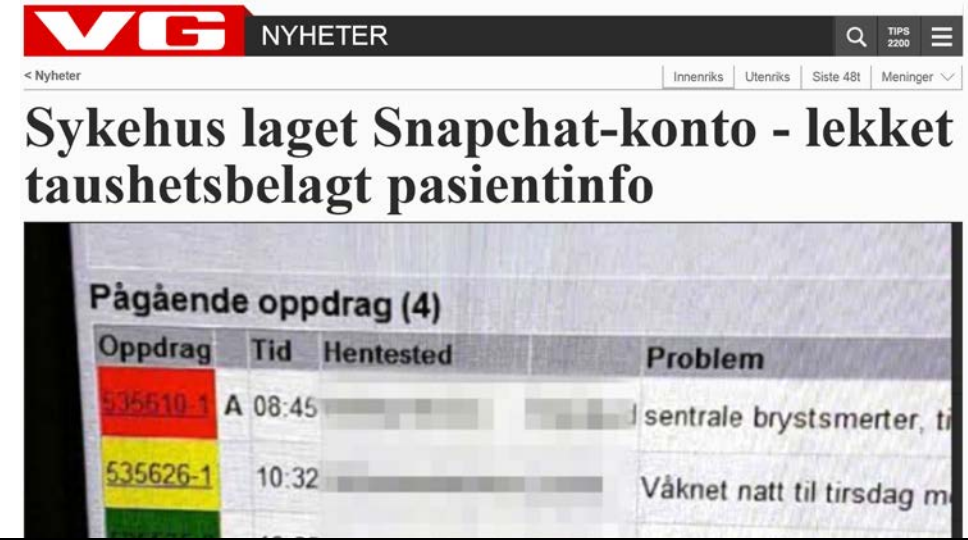 VG NYHETER TIPS 2200
< Nyheter Innenriks Utenriks Siste 48t Meninger
Sykehus laget Snapchat-konto - lekket
taushetsbelagt pasientinfo
Pågående oppdrag (4)
Oppdrag Tid Hentested Problem
535610-1 A 08:45 sentrale brystsmerter,
535626-1 10:32 Våknet natt til tirsdag